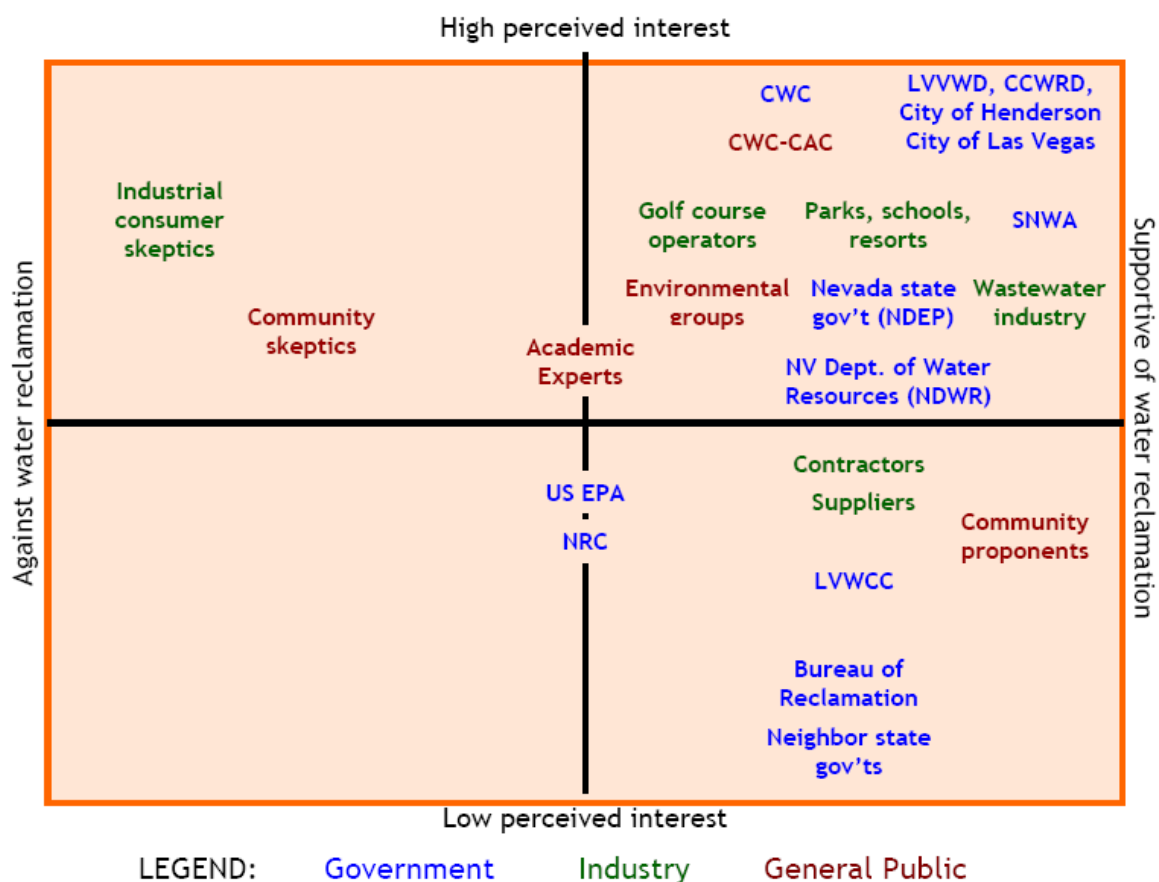 High perceived interest
CWC
LVVWD, CCWRD,
City of Henderson
City of Las Vegas
CWC-CAC
Industrial
consumer
skeptics
Golf course
operators
Parks, schools,
resorts
SNWA
Environmental
groups
Nevada state
gov't (NDEP)
Wastewater
industry
Community
skeptics
Academic
Experts
NV Dept. of Water
Resources (NDWR)
Against water reclamation
Supportive of water reclamation
Contractors
Suppliers
US EPA
NRC
Community
proponents
LVWCC
Bureau of
Reclamation
Neighbor state
gov'ts
Low perceived interest
LEGEND: Government Industry General Public